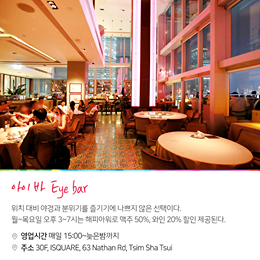 아이 바 Eye bar
위치 대비 야경과 분위기를 즐기기에 나쁘지 않은 선택이다.
월~목요일 오후 3~7시는 해피아워로 맥주 50%, 와인 20% 할인 제공된다.
영업시간 매일 15:00~늦은밤까지
주소 30F, ISQUARE, 63 Nathan Rd, Tsim Sha Tsui